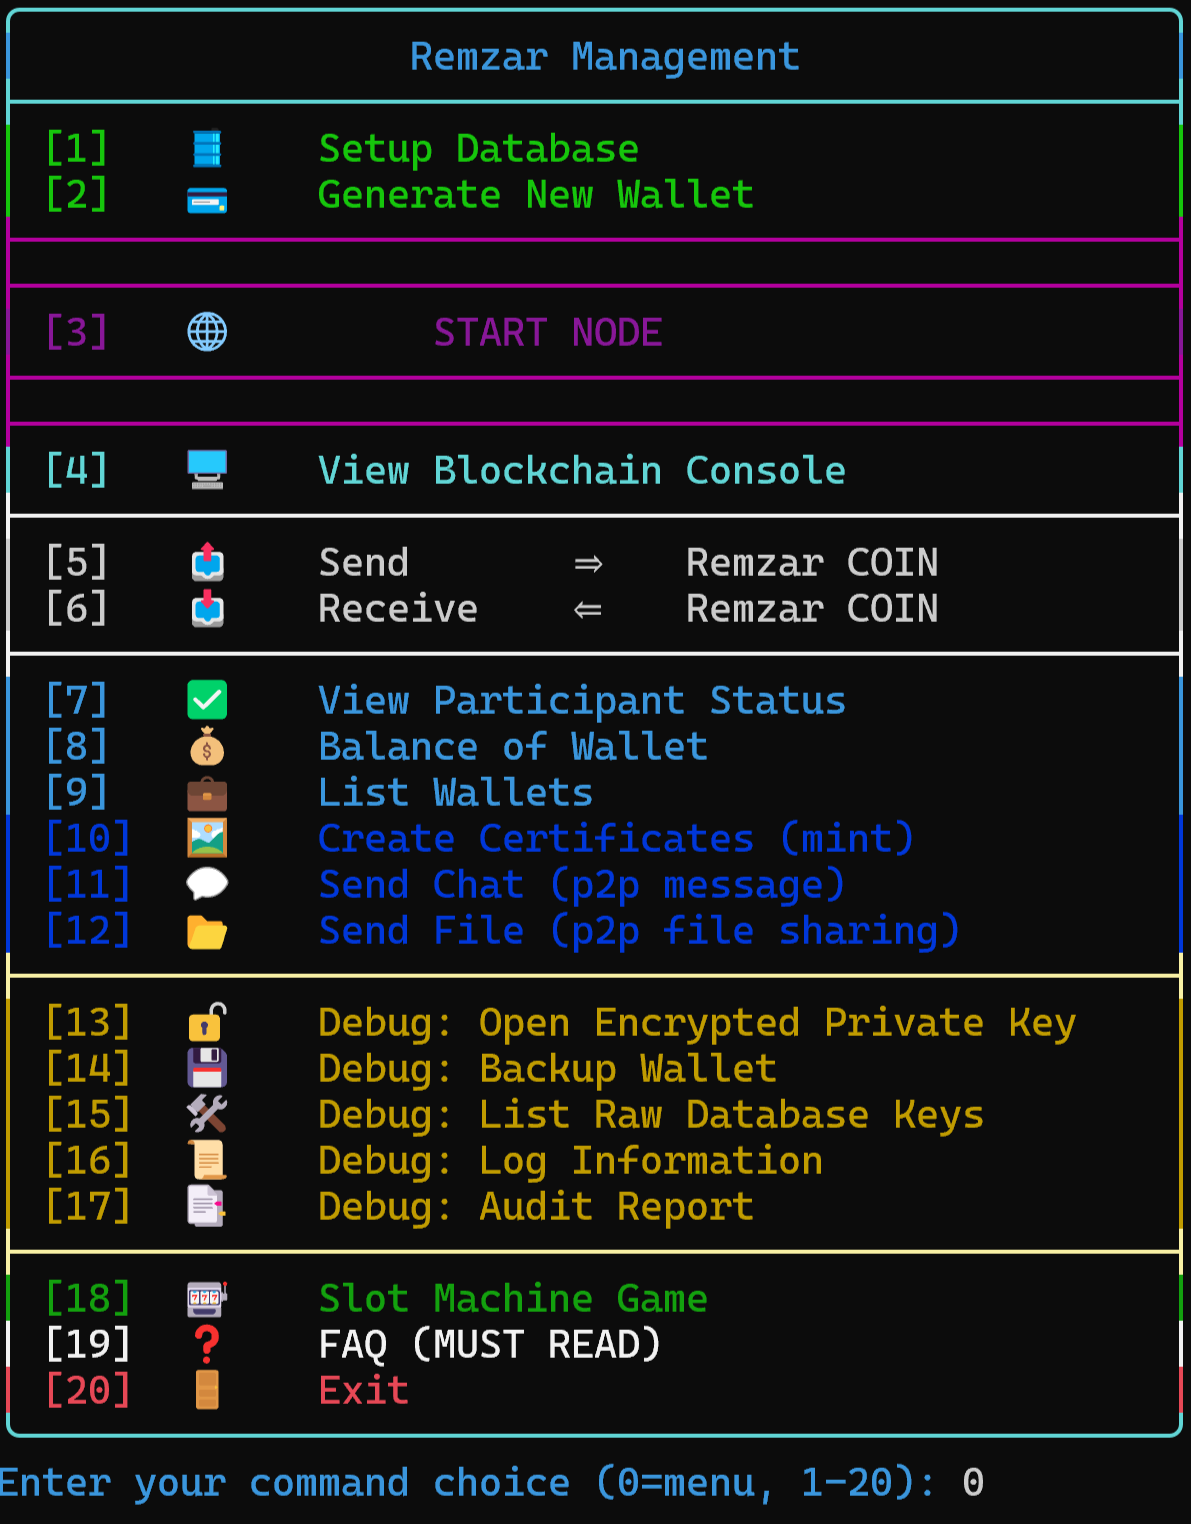 Remzar Management
[1] Setup Database
[2] Generate New Wallet
[3] START NODE
[4] View Blockchain Console
[5] Send ⇒ Remzar COIN
[6] Receive ⇐ Remzar COIN
[7] View Participant Status
[8] Balance of Wallet
[9] List Wallets
[10] Create Certificates (mint)
[11] Send Chat (p2p message)
[12] Send File (p2p file sharing)
[13] Debug: Open Encrypted Private Key
[14] Debug: Backup Wallet
[15] Debug: List Raw Database Keys
[16] Debug: Log Information
[17] Debug: Audit Report
[18] Slot Machine Game
[19] FAQ (MUST READ)
[20] Exit
Enter your command choice (0=menu, 1-20): 0